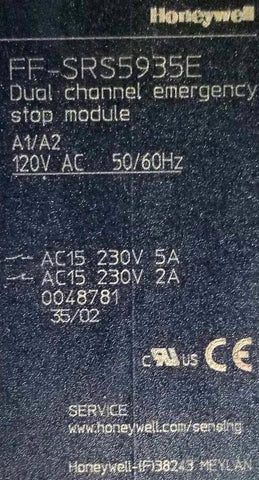 Honeywell
FF-SRS5935E
Dual channel emergency
stop module
A1/A2
120V AC 50/60Hz
AC15 230V 5A
AC15 230V 2A
0048781
35/02
c RU us CE
SERVICE
www.honeywell.com/sensing
Honeywell-(F)38243 MEYLAN